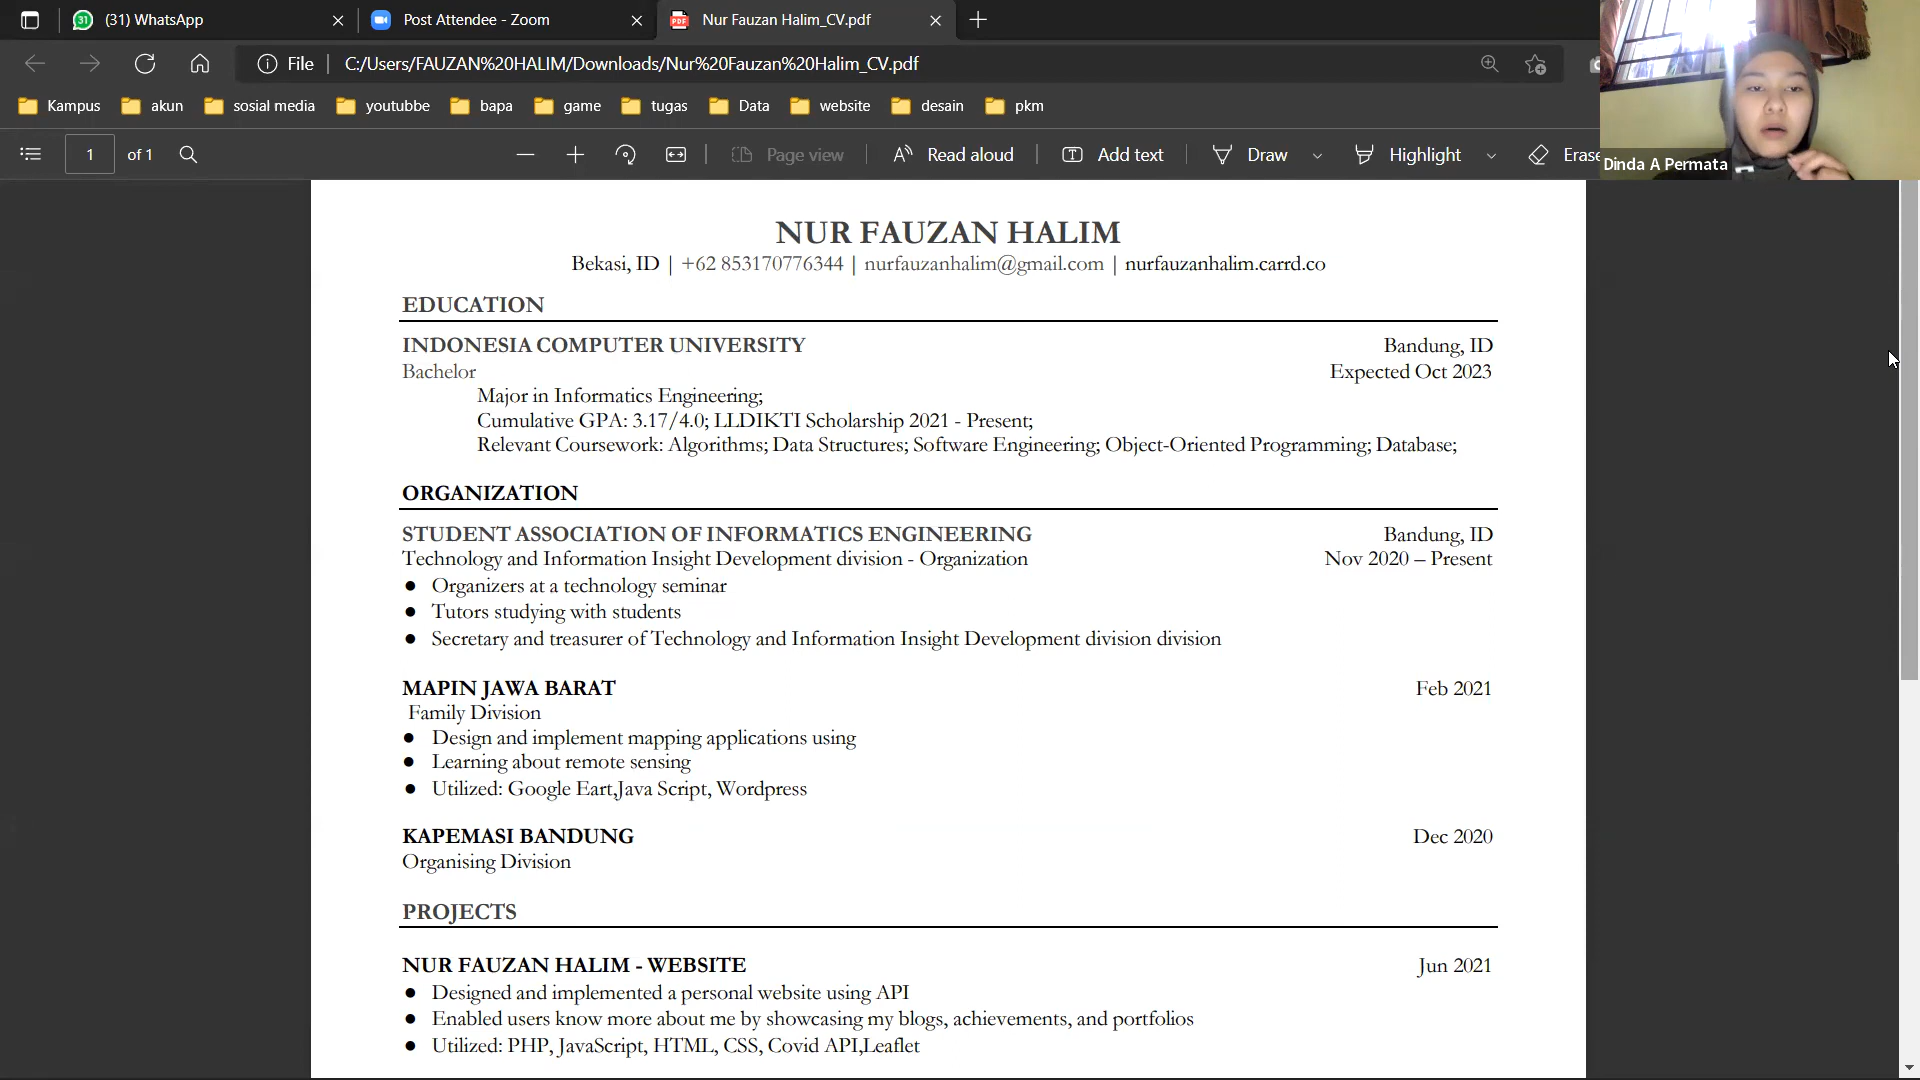 (31) WhatsApp
Post Attendee - Zoom
Nur Fauzan Halim_CV.pdf
File
C:/Users/FAUZAN%20HALIM/Downloads/Nur%20Fauzan%20Halim_CV.pdf
Kampus
akun
sosial media
youtubbe
bapa
game
tugas
Data
website
desain
pkm
1 of 1
Page view
Read aloud
Add text
Draw
Highlight
Erase
Dinda A Permata
NUR FAUZAN HALIM
Bekasi, ID | +62 853170776344 | nurfauzanhalim@gmail.com | nurfauzanhalim.carrd.co
EDUCATION
INDONESIA COMPUTER UNIVERSITY Bandung, ID
Bachelor Expected Oct 2023
Major in Informatics Engineering;
Cumulative GPA: 3.17/4.0; LLDIKTI Scholarship 2021 - Present;
Relevant Coursework: Algorithms; Data Structures; Software Engineering; Object-Oriented Programming; Database;
ORGANIZATION
STUDENT ASSOCIATION OF INFORMATICS ENGINEERING Bandung, ID
Technology and Information Insight Development division - Organization Nov 2020 – Present
● Organizers at a technology seminar
● Tutors studying with students
● Secretary and treasurer of Technology and Information Insight Development division division
MAPIN JAWA BARAT Feb 2021
Family Division
● Design and implement mapping applications using
● Learning about remote sensing
● Utilized: Google Eart,Java Script, Wordpress
KAPEMASI BANDUNG Dec 2020
Organising Division
PROJECTS
NUR FAUZAN HALIM - WEBSITE Jun 2021
● Designed and implemented a personal website using API
● Enabled users know more about me by showcasing my blogs, achievements, and portfolios
● Utilized: PHP, JavaScript, HTML, CSS, Covid API,Leaflet